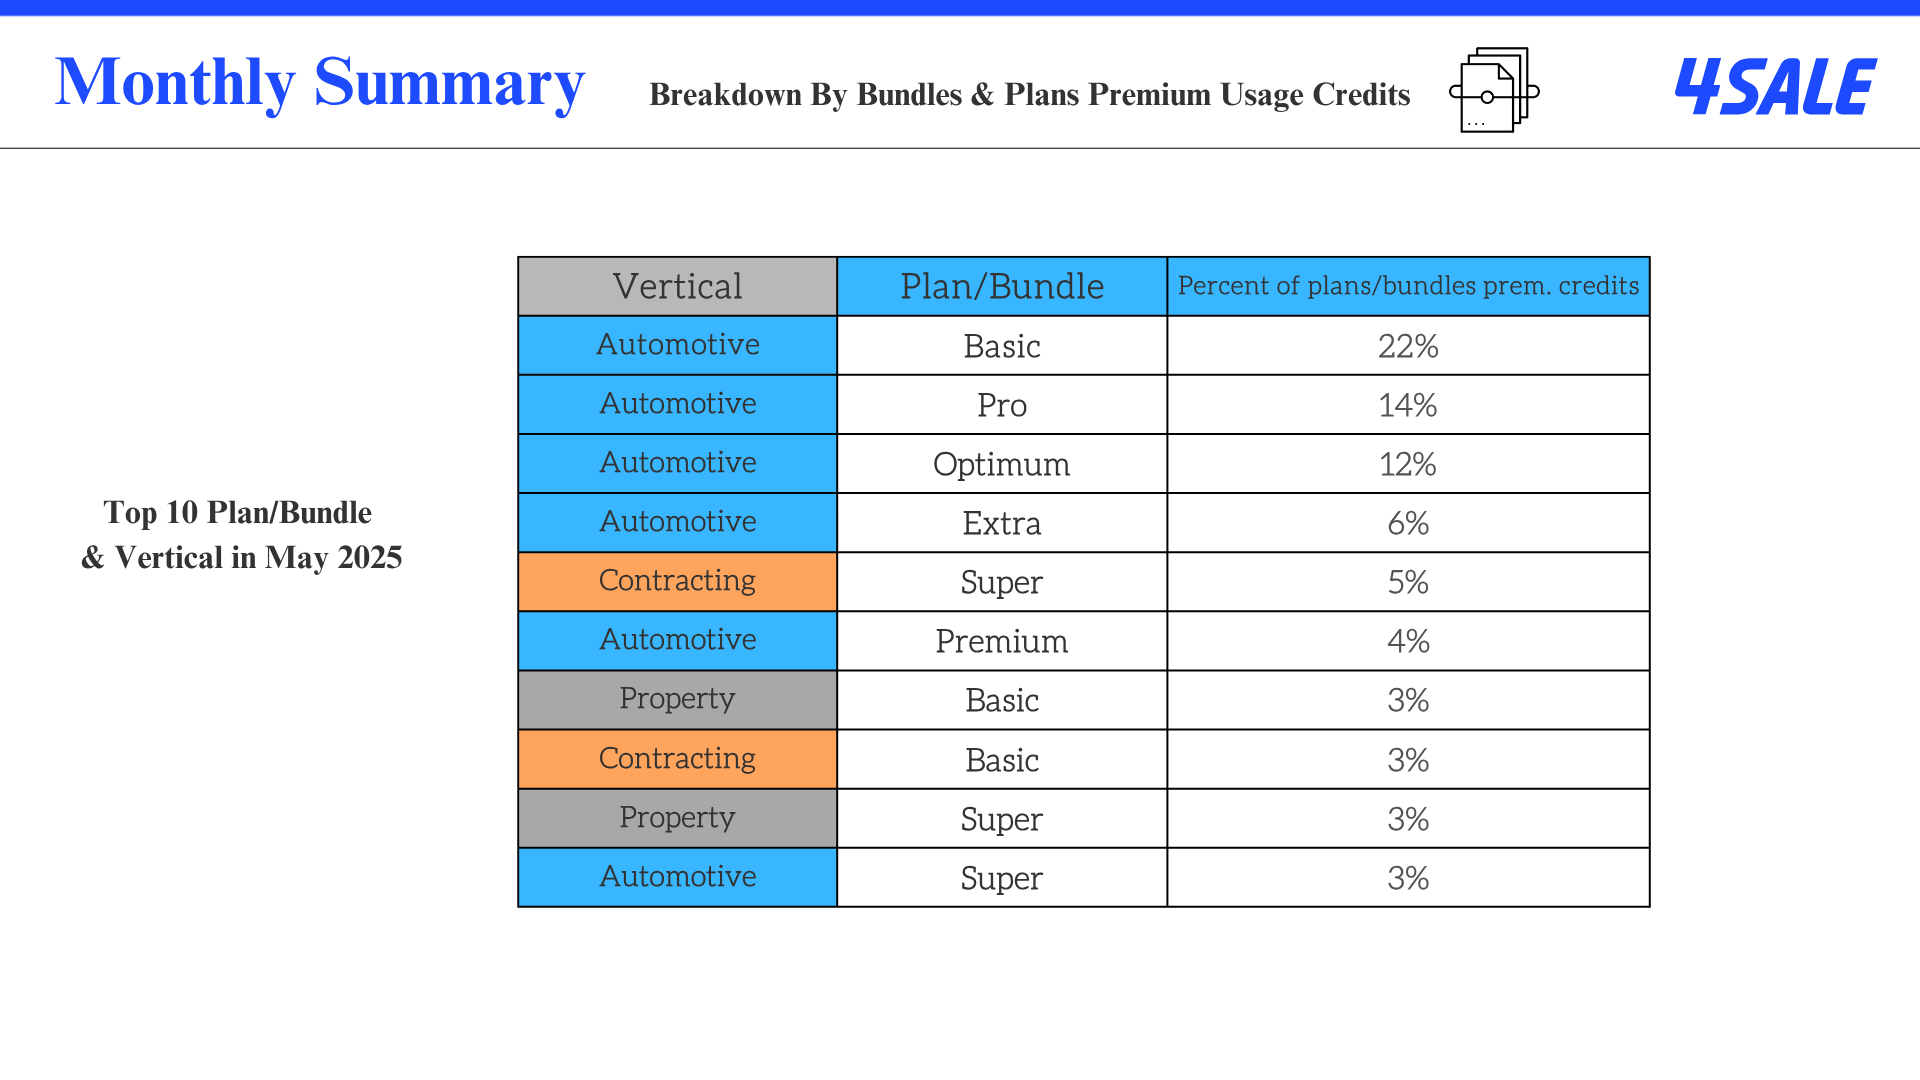 Monthly Summary
Breakdown By Bundles & Plans Premium Usage Credits
4SALE
Top 10 Plan/Bundle
& Vertical in May 2025
Vertical Plan/Bundle Percent of plans/bundles prem. credits
Automotive Basic 22%
Automotive Pro 14%
Automotive Optimum 12%
Automotive Extra 6%
Contracting Super 5%
Automotive Premium 4%
Property Basic 3%
Contracting Basic 3%
Property Super 3%
Automotive Super 3%